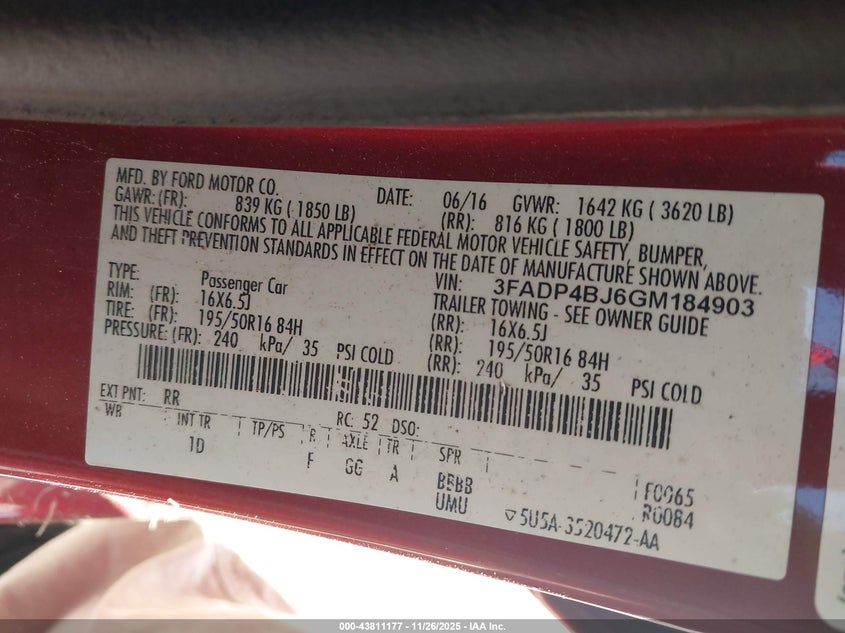 MFD. BY FORD MOTOR CO. DATE: 06/16 GVWR: 1642 KG ( 3620 LB)
GAWR: (FR): 839 KG ( 1850 LB) (RR): 816 KG ( 1800 LB)
THIS VEHICLE CONFORMS TO ALL APPLICABLE FEDERAL MOTOR VEHICLE SAFETY, BUMPER,
AND THEFT PREVENTION STANDARDS IN EFFECT ON THE DATE OF MANUFACTURE SHOWN ABOVE.
VIN: 3FADP4BJ6GM184903
TYPE: Passenger Car TRAILER TOWING - SEE OWNER GUIDE
RIM: (FR): 16X6.5J (RR): 16X6.5J
TIRE: (FR): 195/50R16 84H (RR): 195/50R16 84H
PRESSURE: (FR): 240 kPa/ 35 PSI COLD (RR): 240 kPa/ 35 PSI COLD
EXT PNT: RR RC: 52 DSO:
WB INT TR TP/PS R AXLE TR SPR
1D F GG A BBBB
UMU
F0065
R0084
5U5A-3520472-AA
000-43811177 - 11/26/2025 - IAA Inc.